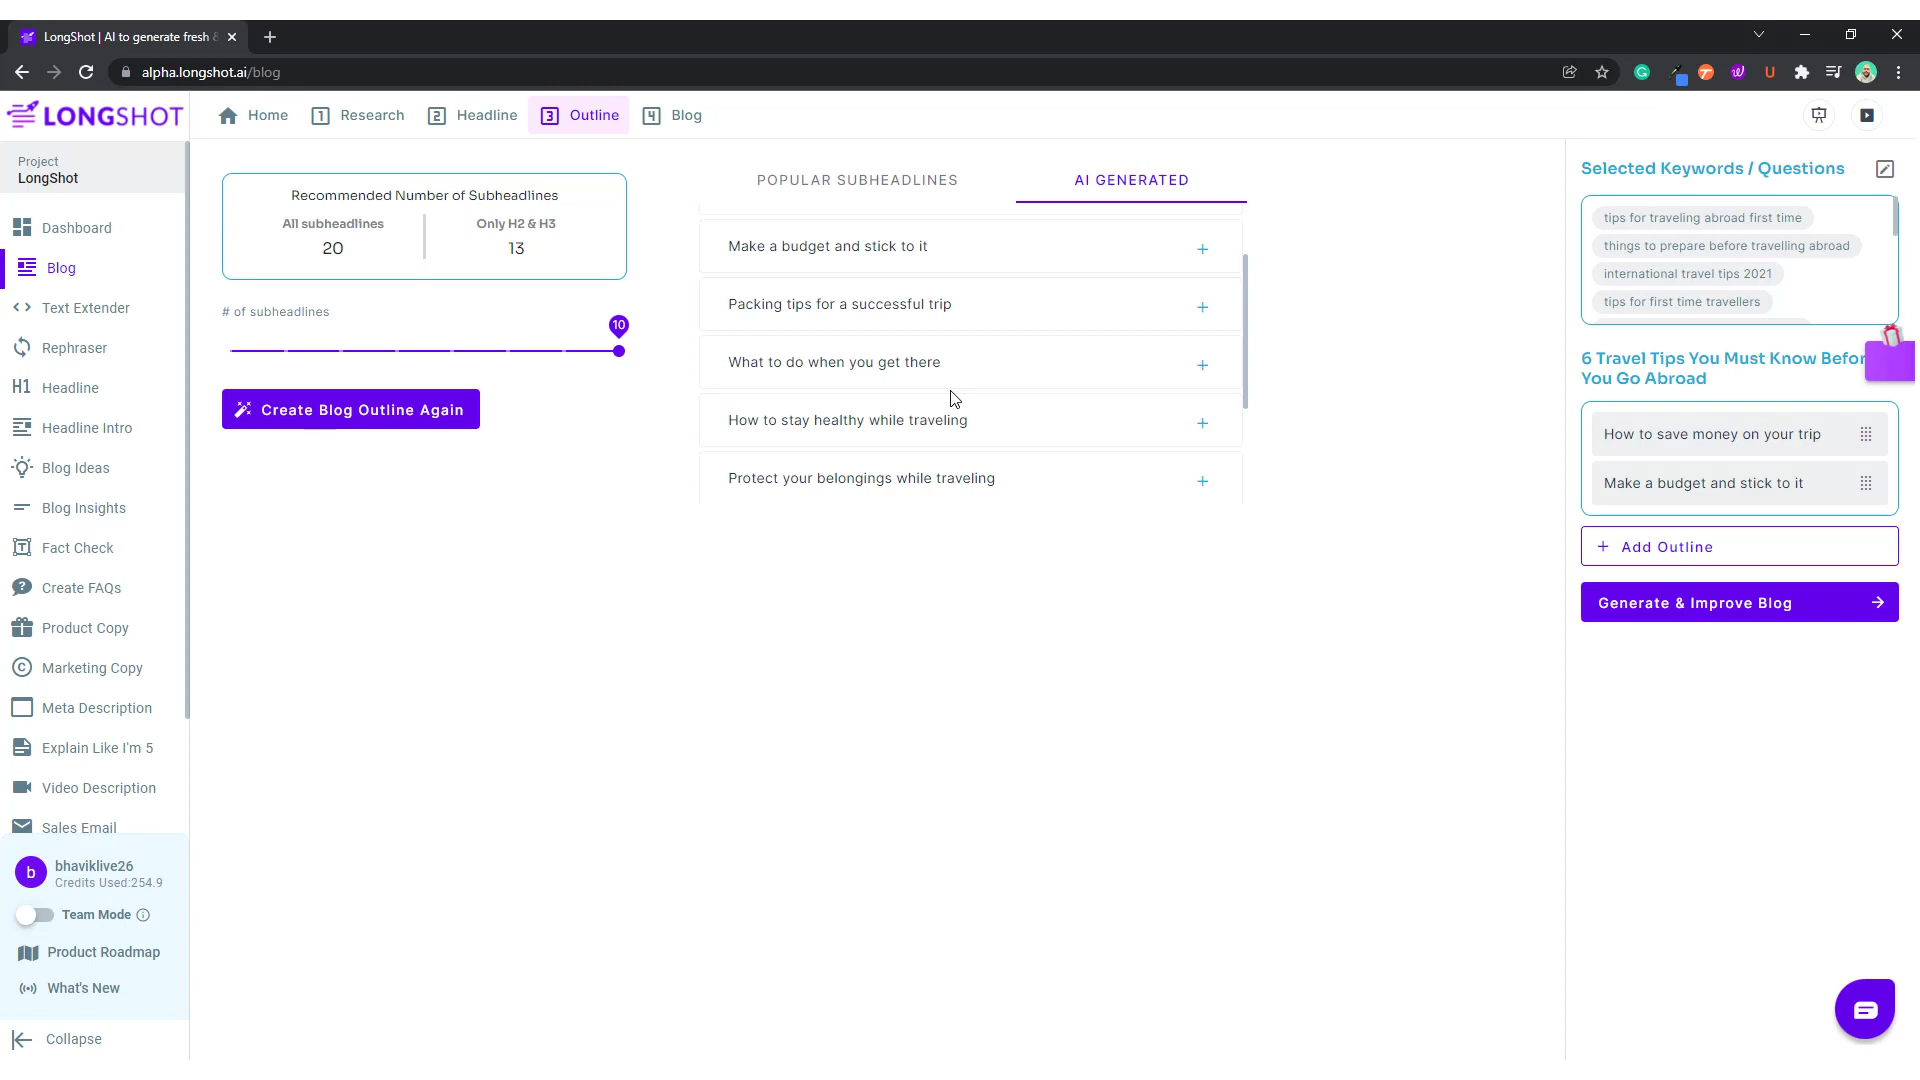 LongShot | AI to generate fresh &
alpha.longshot.ai/blog
LONGSHOT
Home
1 Research
2 Headline
3 Outline
4 Blog
Project
LongShot
Dashboard
Blog
Text Extender
Rephraser
H1 Headline
Headline Intro
Blog Ideas
Blog Insights
Fact Check
Create FAQs
Product Copy
Marketing Copy
Meta Description
Explain Like I'm 5
Video Description
Sales Email
b
bhaviklive26
Credits Used:254.9
Team Mode
Product Roadmap
What's New
Collapse
Recommended Number of Subheadlines
All subheadlines
20
Only H2 & H3
13
# of subheadlines
10
Create Blog Outline Again
POPULAR SUBHEADLINES
AI GENERATED
Make a budget and stick to it
Packing tips for a successful trip
What to do when you get there
How to stay healthy while traveling
Protect your belongings while traveling
Selected Keywords / Questions
tips for traveling abroad first time
things to prepare before travelling abroad
international travel tips 2021
tips for first time travellers
6 Travel Tips You Must Know Befor
You Go Abroad
How to save money on your trip
Make a budget and stick to it
+ Add Outline
Generate & Improve Blog